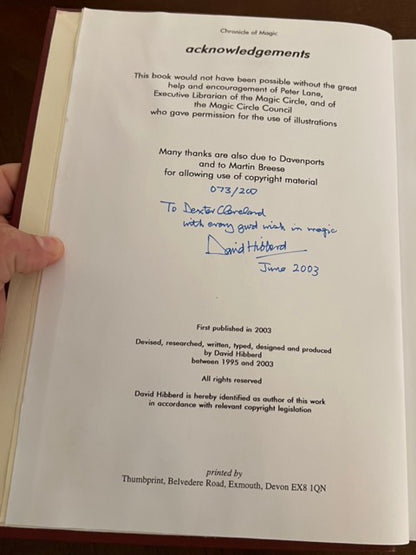 Chronicle of Magic
acknowledgements
This book would not have been possible without the great
help and encouragement of Peter Lane,
Executive Librarian of the Magic Circle, and of
the Magic Circle Council
who gave permission for the use of illustrations
Many thanks are also due to Davenports
and to Martin Breese
for allowing use of copyright material
073/200
To Dexter Cleveland
with every good wish in magic
David Hibberd
June 2003
First published in 2003
Devised, researched, written, typed, designed and produced
by David Hibberd
between 1995 and 2003
All rights reserved
David Hibberd is hereby identified as author of this work
in accordance with relevant copyright legislation
printed by
Thumbprint, Belvedere Road, Exmouth, Devon EX8 1QN